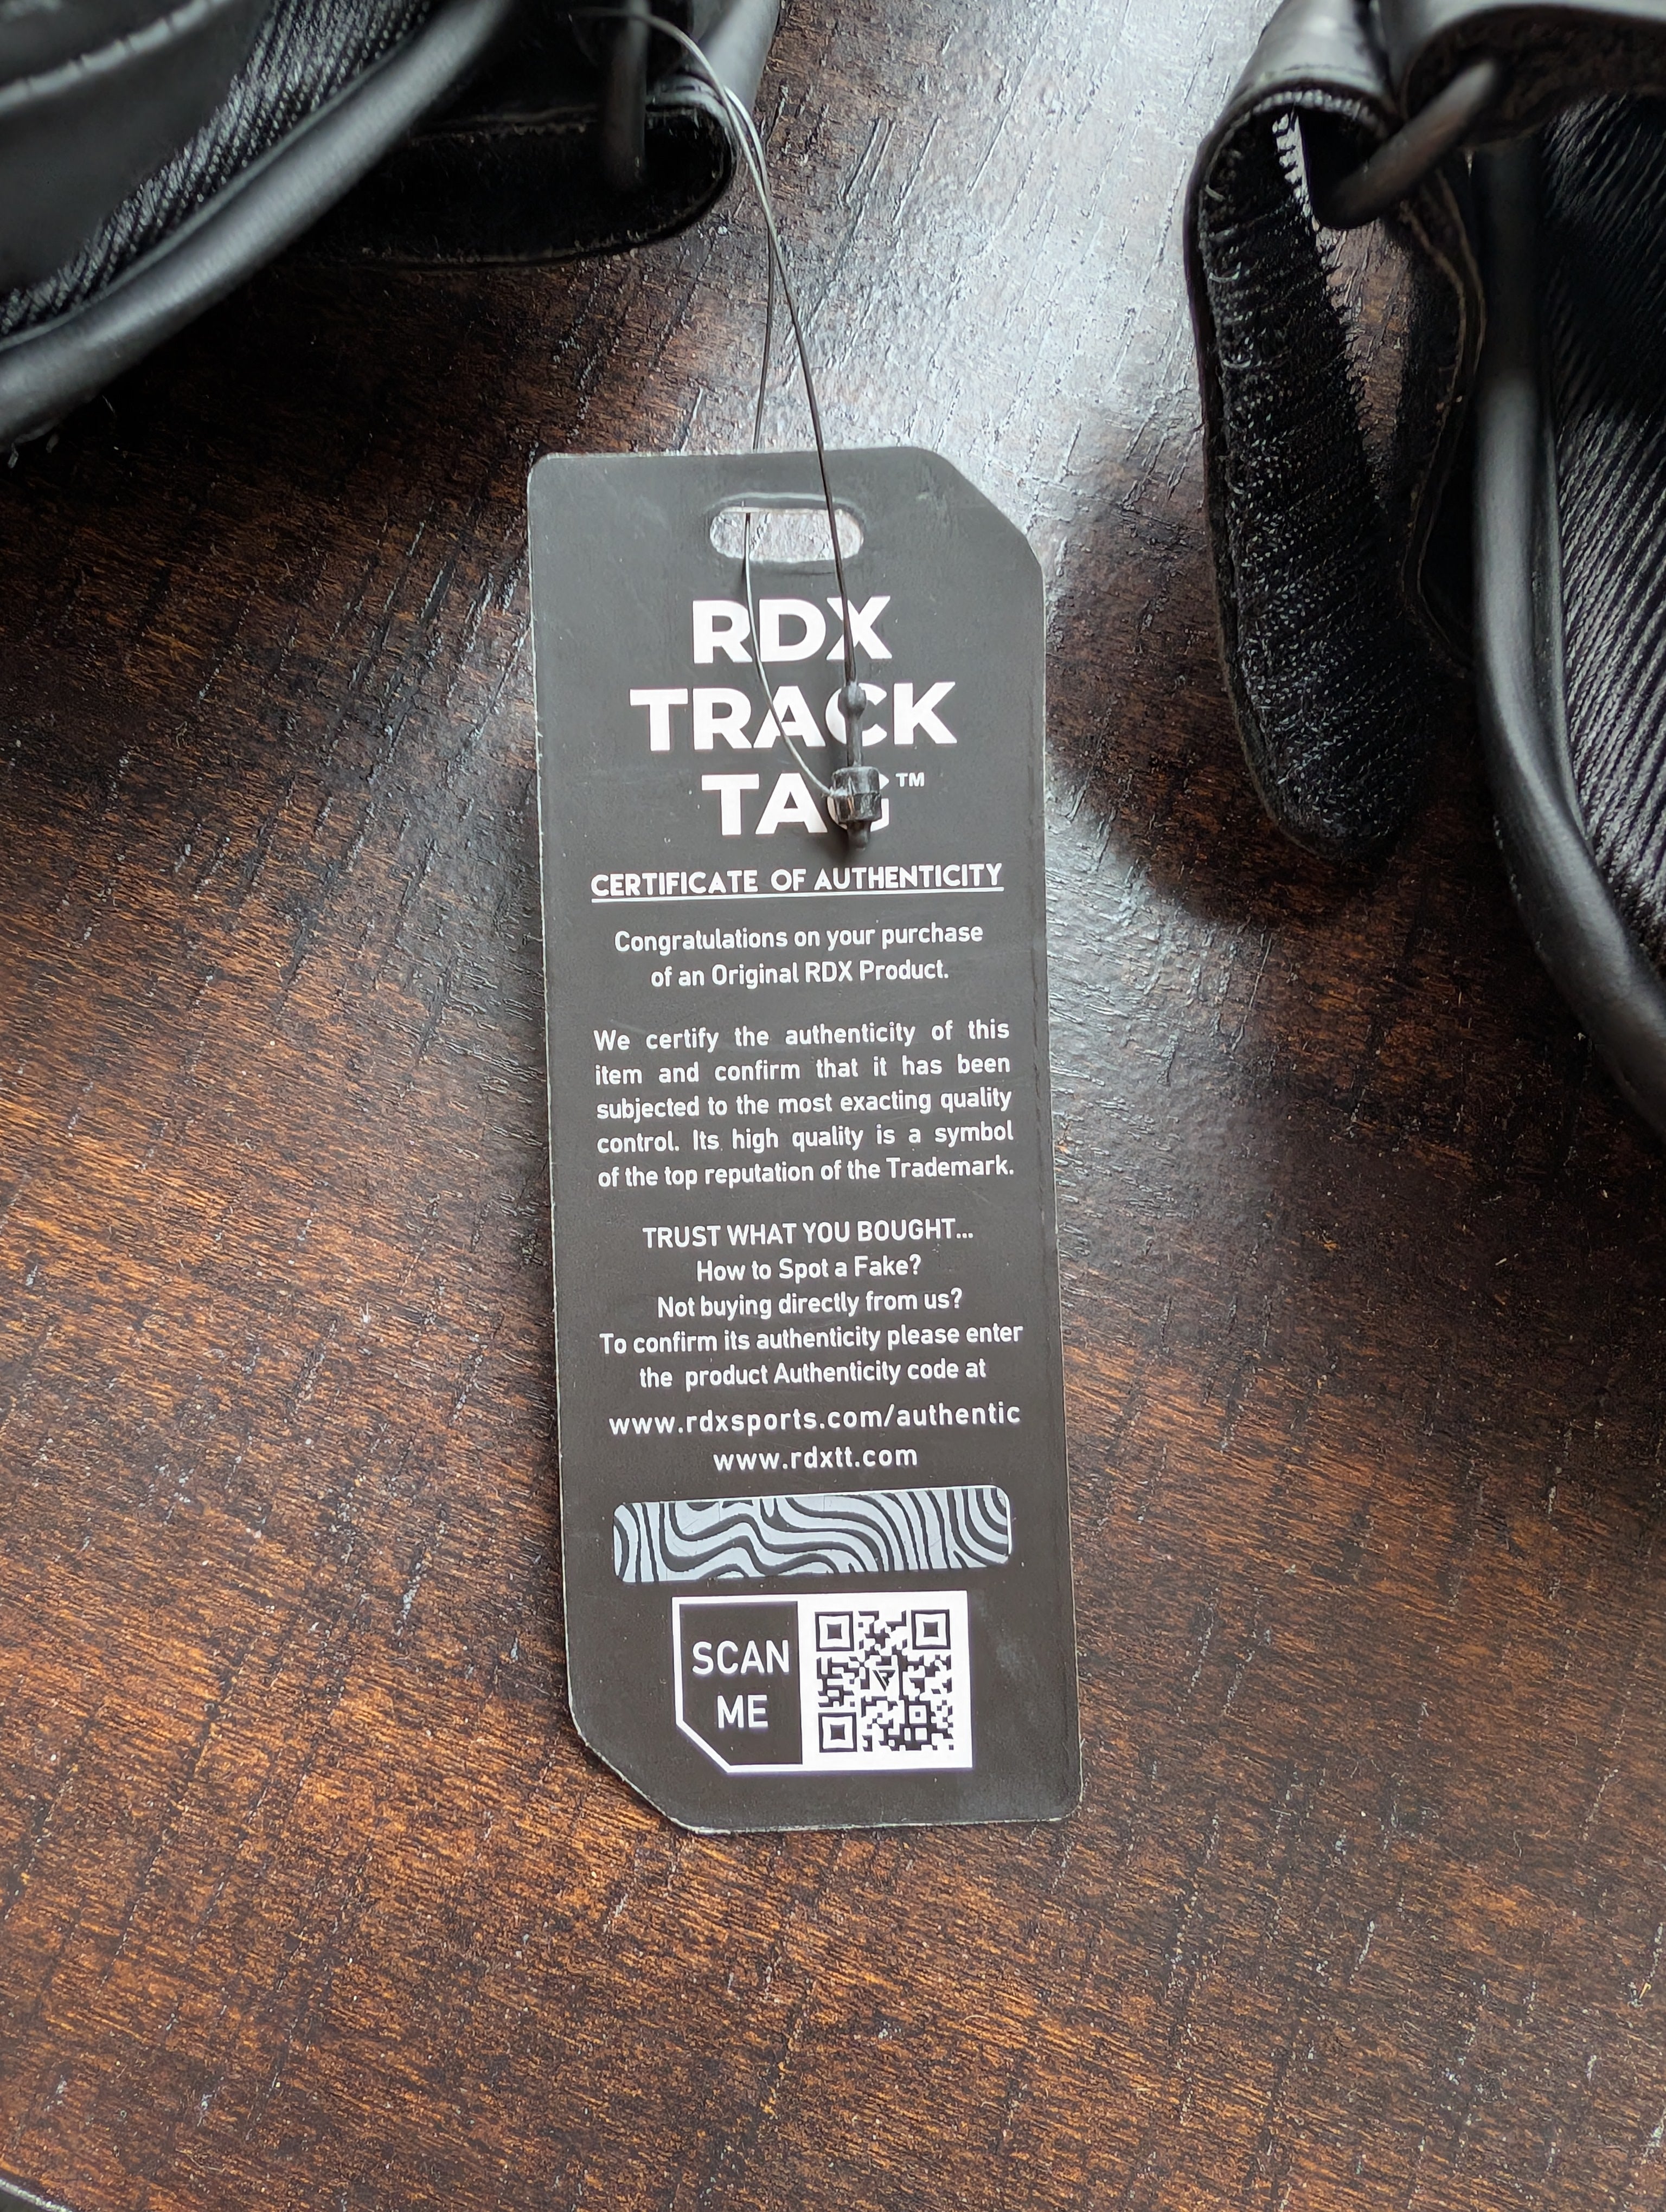 RDX
TRACK
TAG™
CERTIFICATE OF AUTHENTICITY
Congratulations on your purchase
of an Original RDX Product.
We certify the authenticity of this
item and confirm that it has been
subjected to the most exacting quality
control. Its high quality is a symbol
of the top reputation of the Trademark.
TRUST WHAT YOU BOUGHT...
How to Spot a Fake?
Not buying directly from us?
To confirm its authenticity please enter
the product Authenticity code at
www.rdxsports.com/authentic
www.rdxtt.com
SCAN
ME